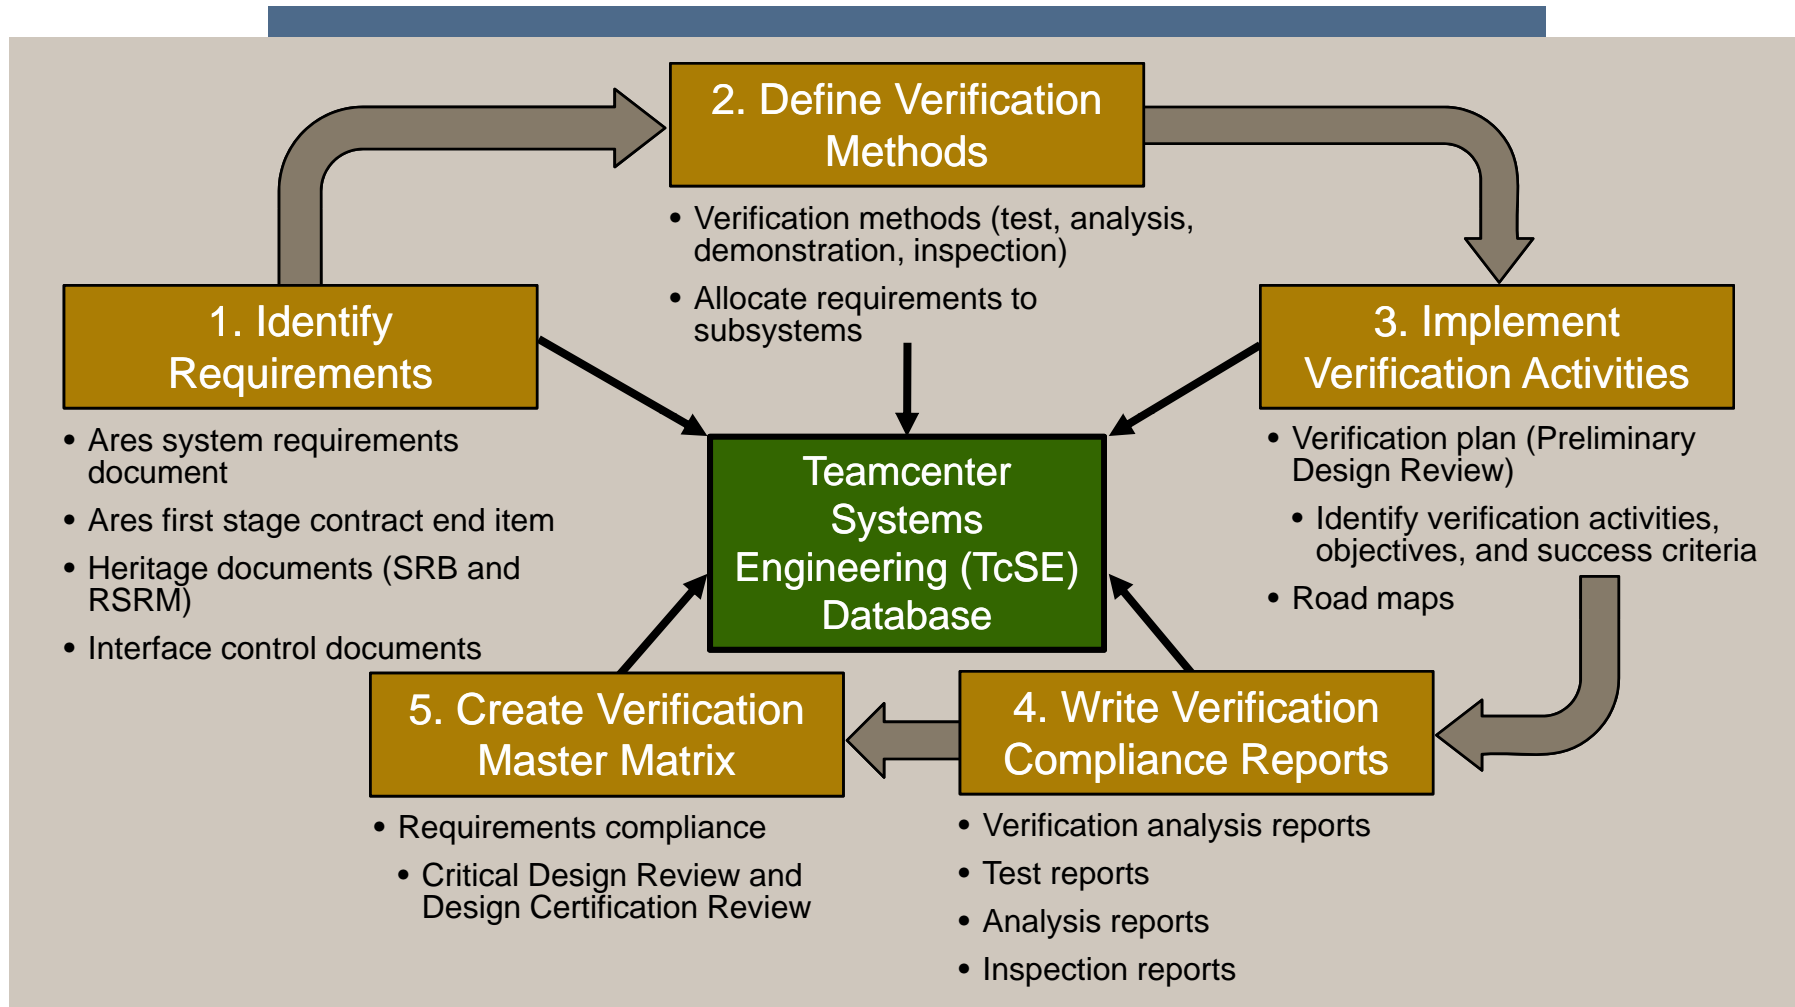 2. Define Verification
Methods
• Verification methods (test, analysis,
demonstration, inspection)
• Allocate requirements to
subsystems
1. Identify
Requirements
• Ares system requirements
document
• Ares first stage contract end item
• Heritage documents (SRB and
RSRM)
• Interface control documents
3. Implement
Verification Activities
• Verification plan (Preliminary
Design Review)
• Identify verification activities,
objectives, and success criteria
• Road maps
Teamcenter
Systems
Engineering (TcSE)
Database
5. Create Verification
Master Matrix
• Requirements compliance
• Critical Design Review and
Design Certification Review
4. Write Verification
Compliance Reports
• Verification analysis reports
• Test reports
• Analysis reports
• Inspection reports